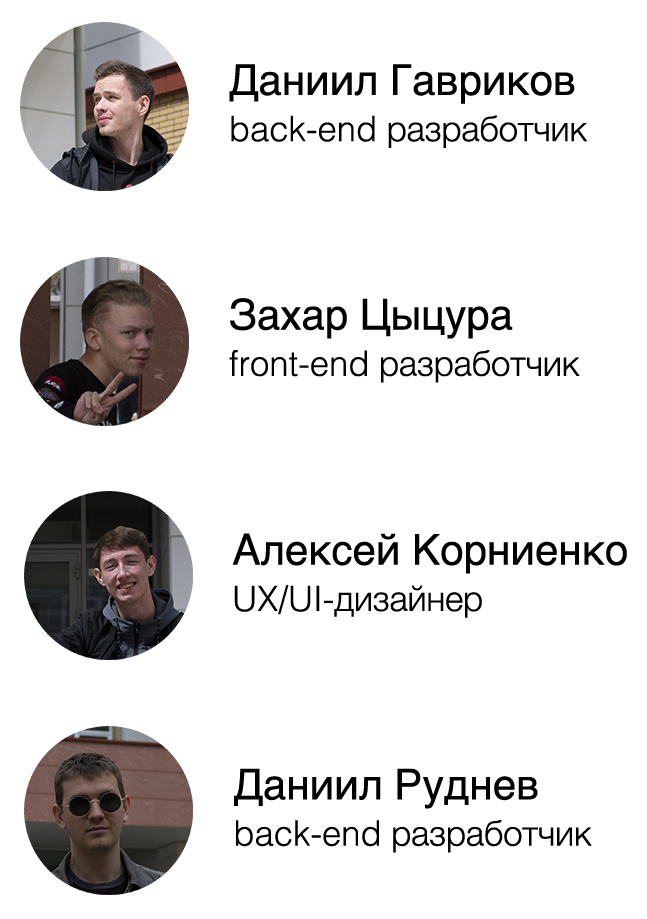 Даниил Гавриков
back-end разработчик
Захар Цыцура
front-end разработчик
Алексей Корниенко
UX/UI-дизайнер
Даниил Руднев
back-end разработчик